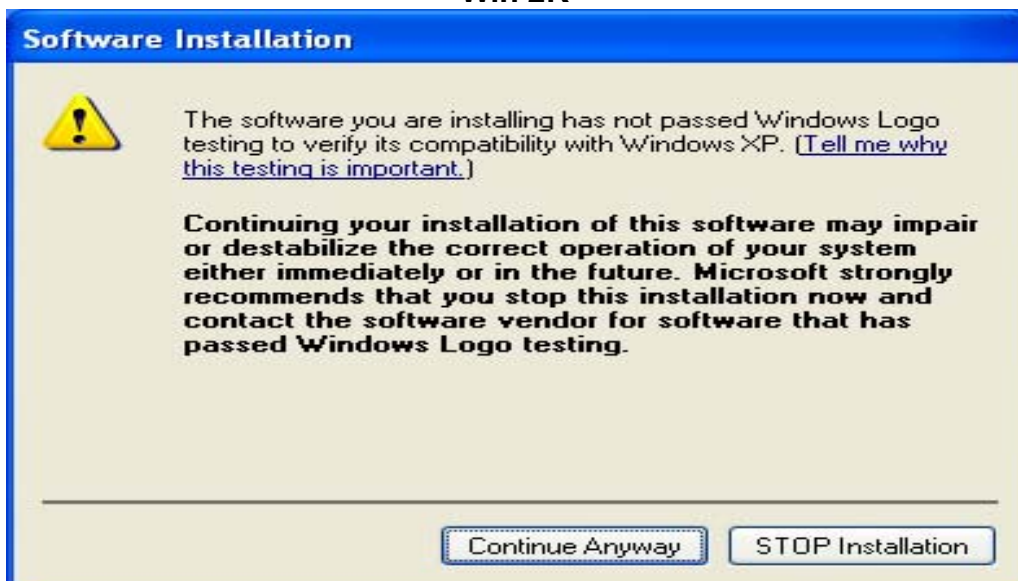 Win 2K
Software Installation
The software you are installing has not passed Windows Logo
testing to verify its compatibility with Windows XP. (Tell me why
this testing is important.)
Continuing your installation of this software may impair
or destabilize the correct operation of your system
either immediately or in the future. Microsoft strongly
recommends that you stop this installation now and
contact the software vendor for software that has
passed Windows Logo testing.
Continue Anyway
STOP Installation